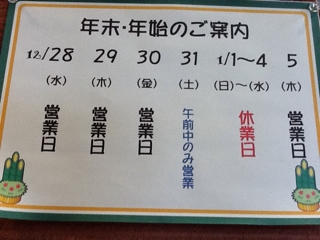 年末・年始のご案内
12/28 29 30 31 1/1〜4 5
(水) (木) (金) (土) (日)〜(水) (木)
営業日 営業日 営業日 午前中のみ営業 休業日 営業日